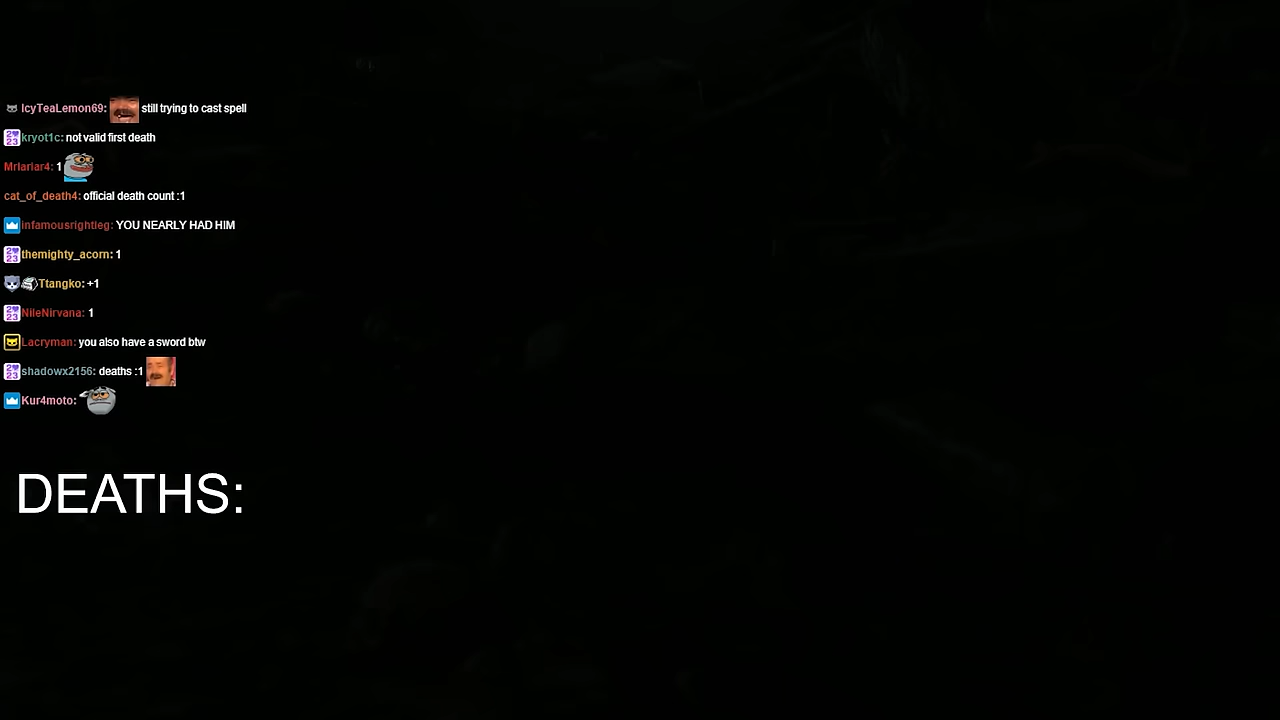 IcyTeaLemon69: still trying to cast spell
kryot1c: not valid first death
Mrlarlar4: 1
cat_of_death4: official death count :1
infamousrightleg: YOU NEARLY HAD HIM
themighty_acorn: 1
Ttangko: +1
NileNirvana: 1
Lacryman: you also have a sword btw
shadowx2156: deaths :1
Kur4moto:
DEATHS: